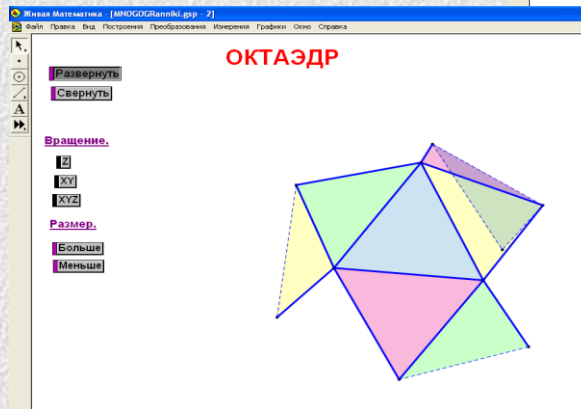 Живая Математика - [MNOGOGRanniki.gsp - 2]
Файл Правка Вид Построения Преобразования Измерения Графики Окно Справка
ОКТАЭДР
Развернуть
Свернуть
Вращение.
Z
XY
XYZ
Размер.
Больше
Меньше
A